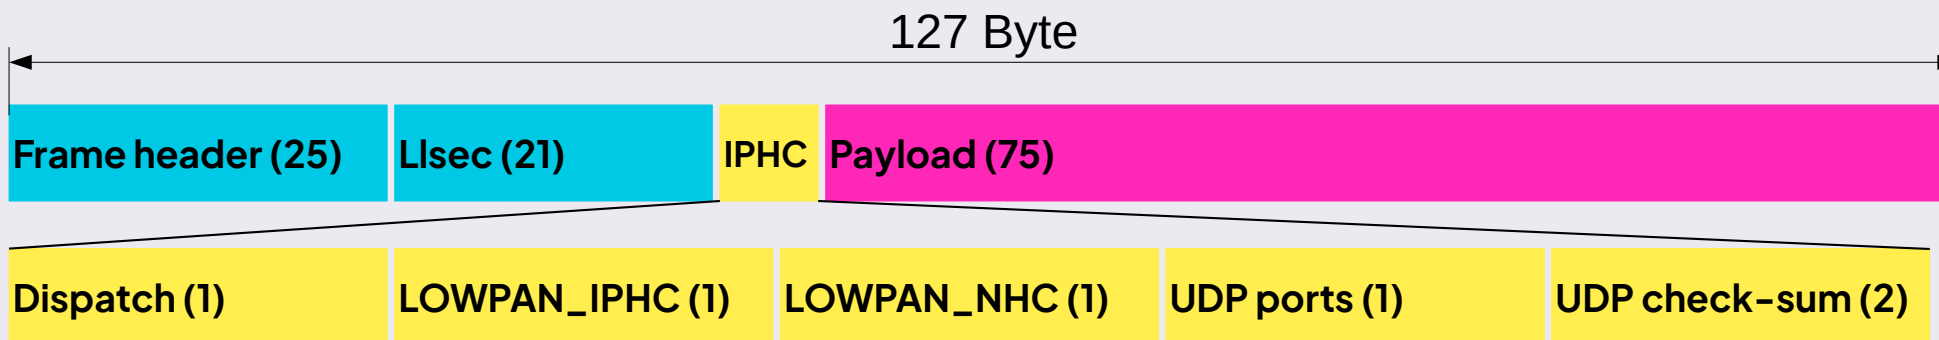 127 Byte
Frame header (25) Llsec (21) IPHC Payload (75)
Dispatch (1) LOWPAN_IPHC (1) LOWPAN_NHC (1) UDP ports (1) UDP check-sum (2)